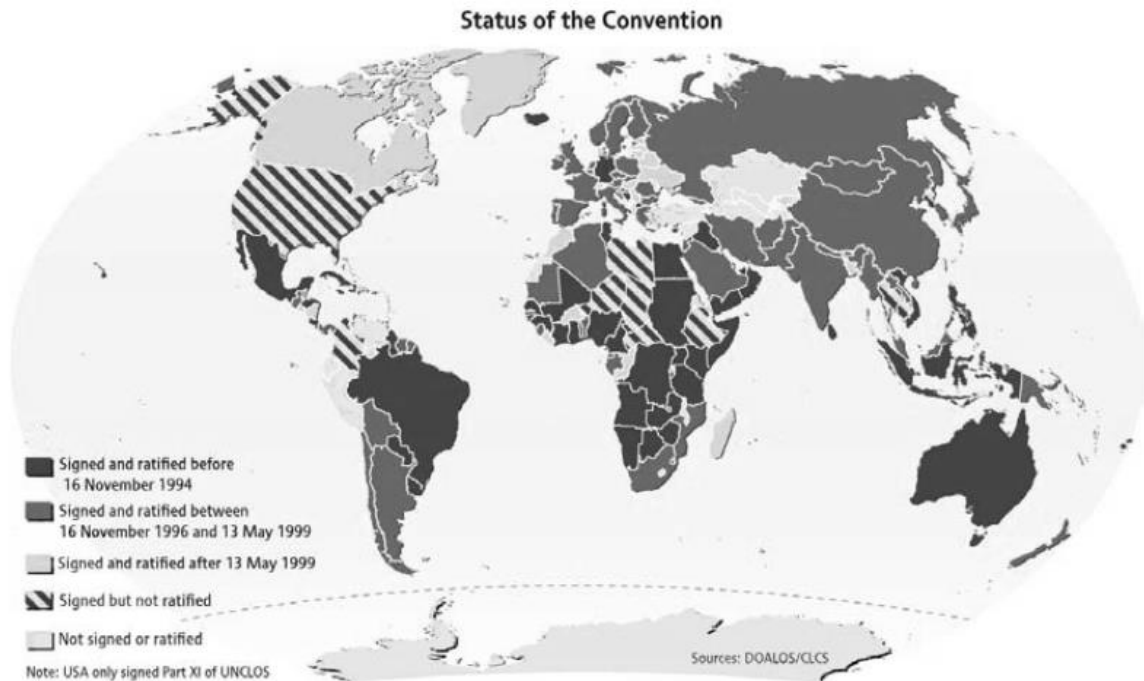 Status of the Convention
Signed and ratified before
16 November 1994
Signed and ratified between
16 November 1996 and 13 May 1999
Signed and ratified after 13 May 1999
Signed but not ratified
Not signed or ratified
Note: USA only signed Part XI of UNCLOS
Sources: DOALOS/CLCS